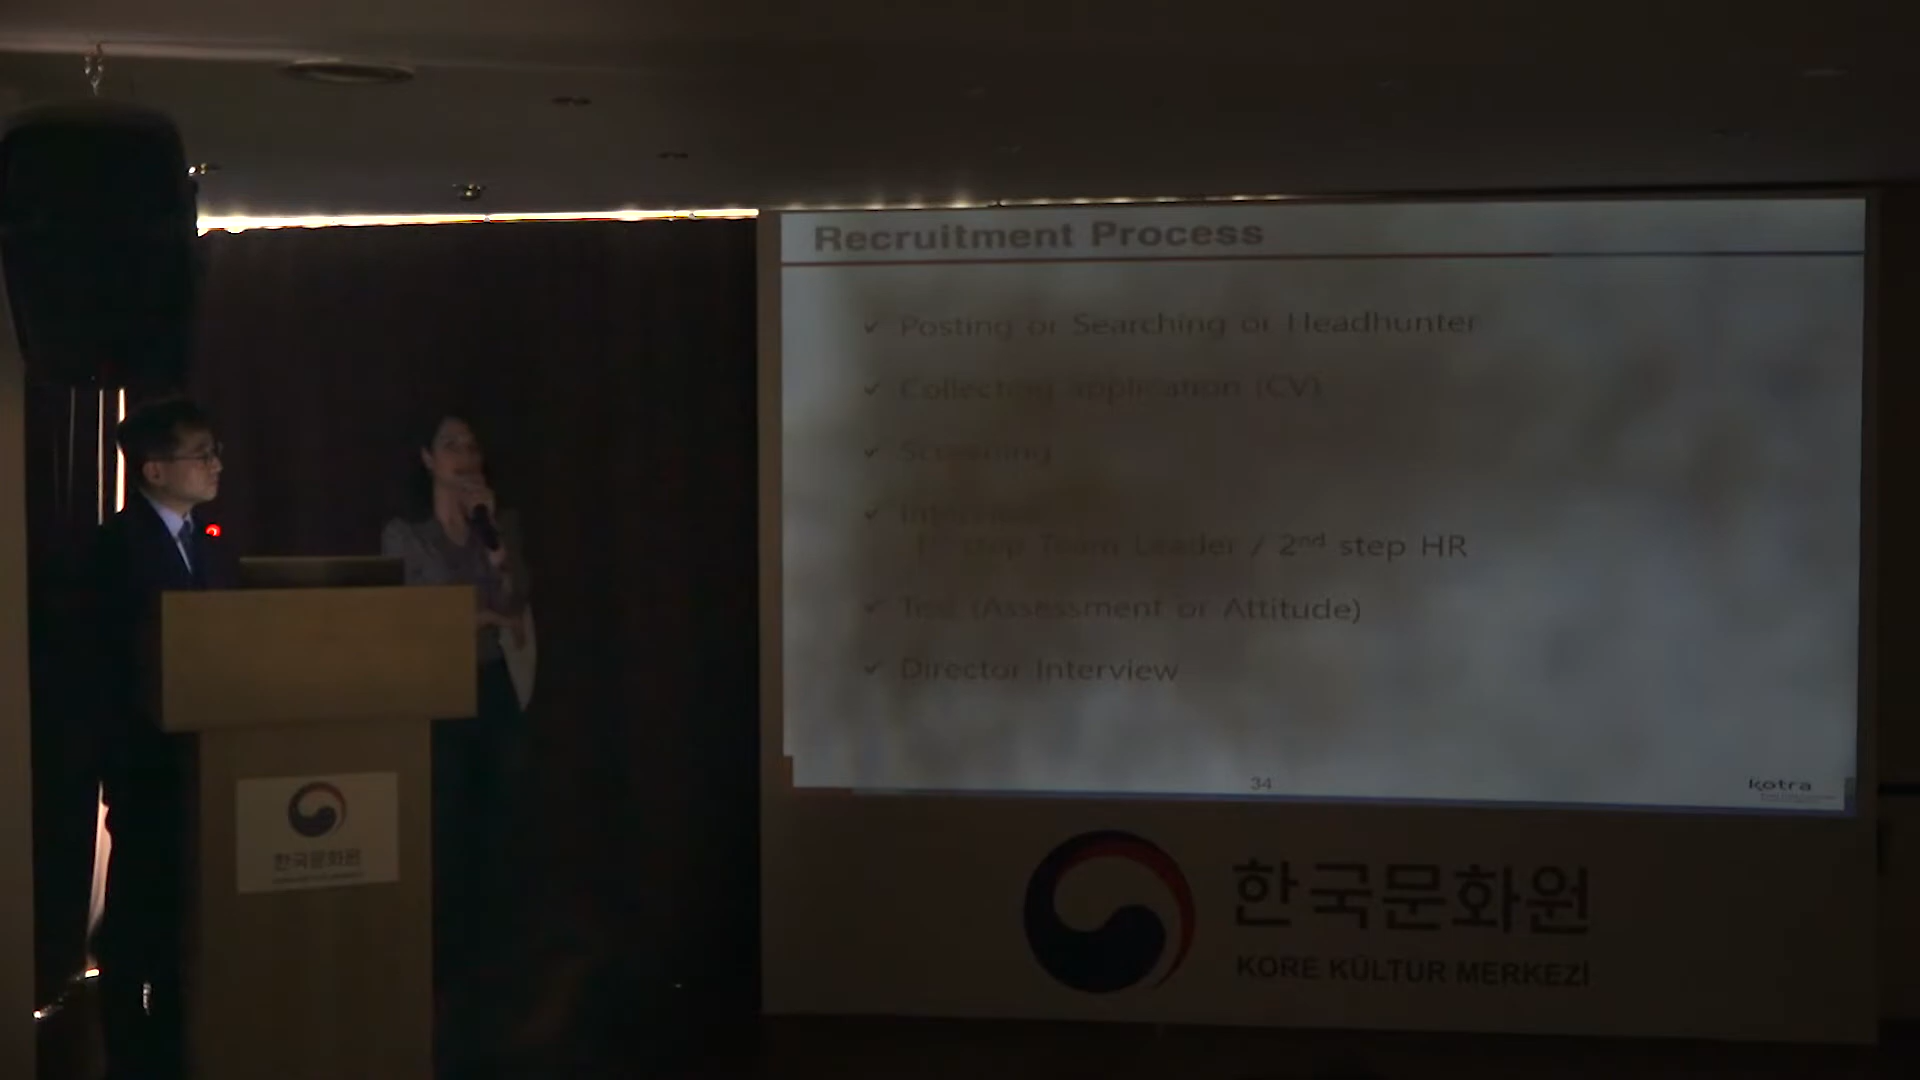 Recruitment Process
✓ Posting or Searching or Headhunter
✓ Collecting application (CV)
✓ Screening
✓ Interview
1st step Team Leader / 2nd step HR
✓ Test (Assessment or Attitude)
✓ Director Interview
34
kotra
한국문화원
한국문화원
KORE KÜLTÜR MERKEZİ